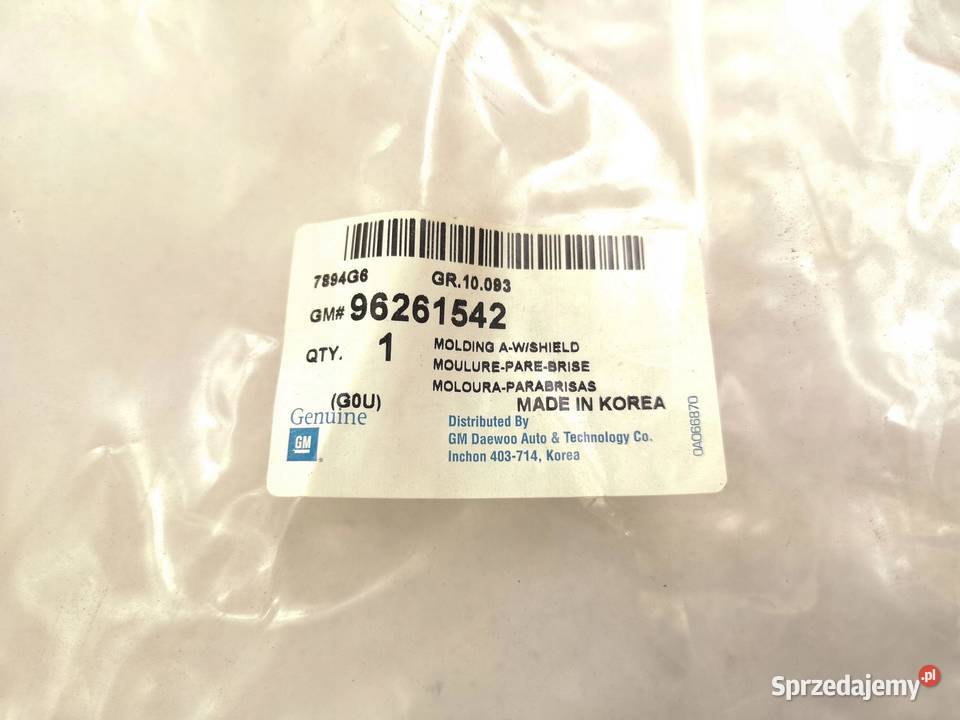 7894G6 GR.10.093
GM# 96261542
QTY. 1
MOLDING A-W/SHIELD
MOULURE-PARE-BRISE
MOLOURA-PARABRISAS
(G0U) MADE IN KOREA
Genuine
GM
Distributed By
GM Daewoo Auto & Technology Co.
Inchon 403-714, Korea
0A066870
Sprzedajemy.pl